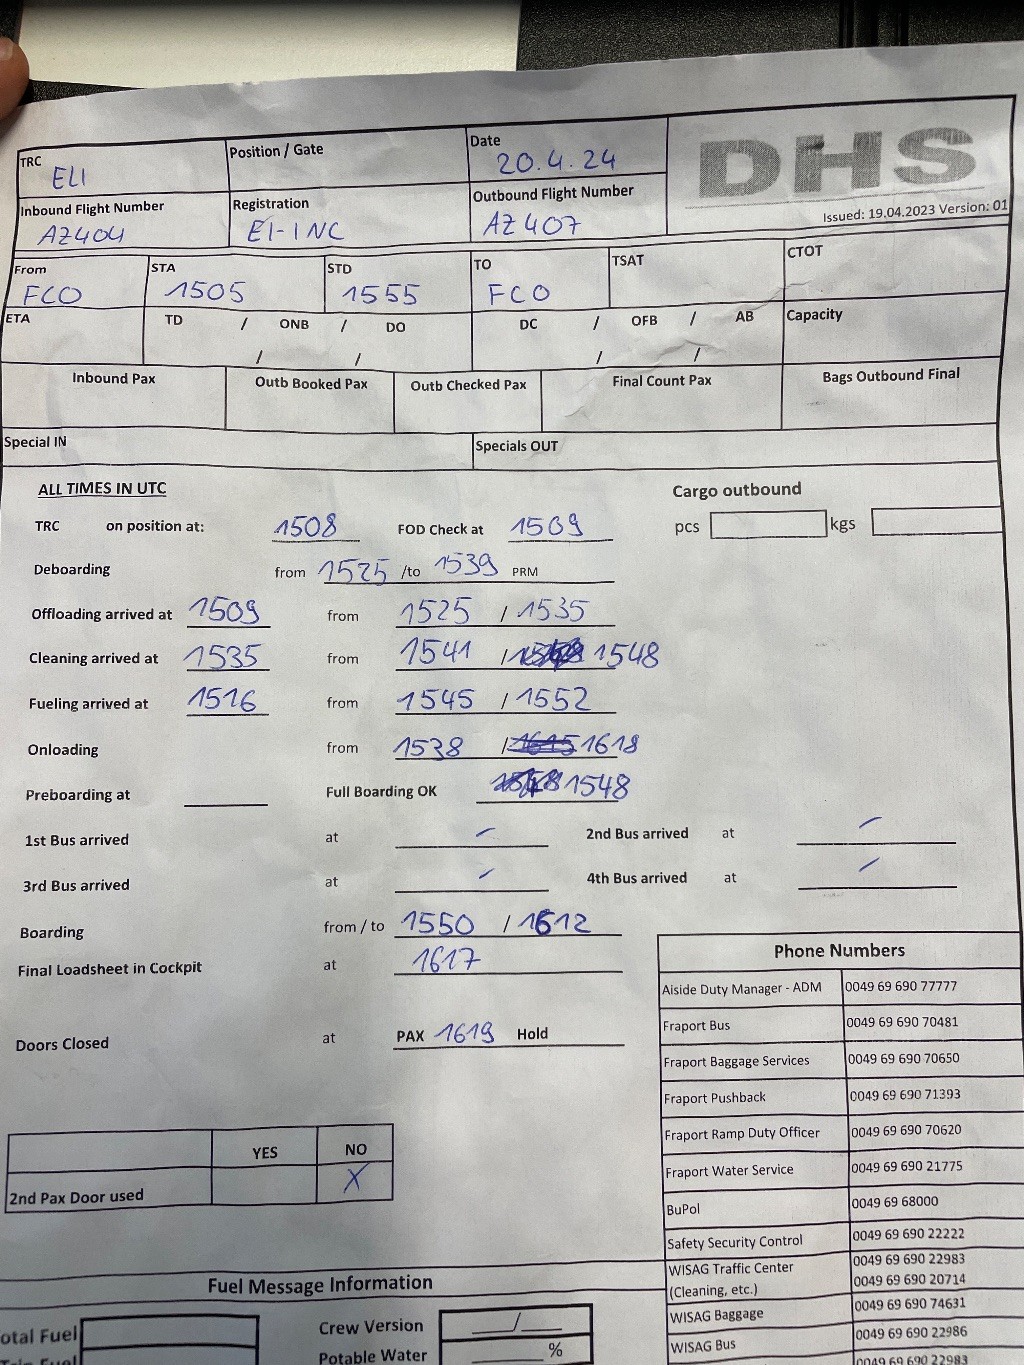 TRC ELI Position / Gate Date 20.4.24 DHS
Inbound Flight Number AZ404 Registration EI-INC Outbound Flight Number AZ407 Issued: 19.04.2023 Version: 01
From FCO STA 1505 STD 1555 TO FCO TSAT CTOT
ETA TD / ONB / DO DC / OFB / AB Capacity
/ / / /
Inbound Pax Outb Booked Pax Outb Checked Pax Final Count Pax Bags Outbound Final
Special IN Specials OUT
ALL TIMES IN UTC Cargo outbound
TRC on position at: 1508 FOD Check at 1509 pcs kgs
Deboarding from 1525 /to 1539 PRM
Offloading arrived at 1509 from 1525 / 1535
Cleaning arrived at 1535 from 1541 / 1548
Fueling arrived at 1516 from 1545 / 1552
Onloading from 1538 / 1618
Preboarding at Full Boarding OK 1548
1st Bus arrived at 2nd Bus arrived at
3rd Bus arrived at 4th Bus arrived at
Boarding from / to 1550 / 1612
Final Loadsheet in Cockpit at 1617
Doors Closed at PAX 1619 Hold
Phone Numbers
Aiside Duty Manager - ADM 0049 69 690 77777
Fraport Bus 0049 69 690 70481
Fraport Baggage Services 0049 69 690 70650
Fraport Pushback 0049 69 690 71393
Fraport Ramp Duty Officer 0049 69 690 70620
Fraport Water Service 0049 69 690 21775
BuPol 0049 69 68000
Safety Security Control 0049 69 690 22222
WISAG Traffic Center 0049 69 690 22983
(Cleaning, etc.) 0049 69 690 20714
WISAG Baggage 0049 69 690 74631
WISAG Bus 0049 69 690 22986
0049 69 690 22983
YES NO
2nd Pax Door used X
Fuel Message Information
otal Fuel Crew Version /
Potable Water %